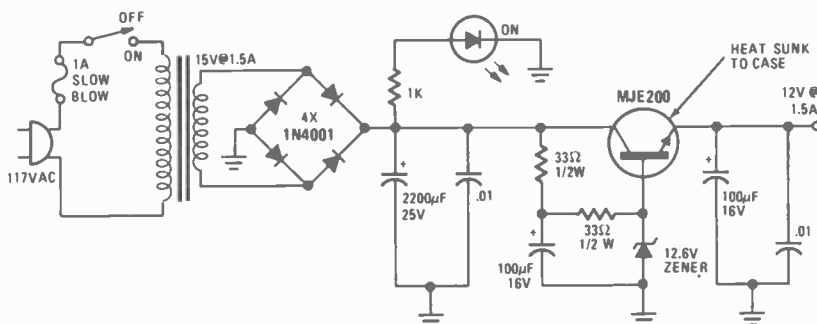 OFF
ON
1A
SLOW
BLOW
117VAC
15V@1.5A
4X
1N4001
1K
ON
+
2200µF
25V
.01
33Ω
1/2W
33Ω
1/2 W
+
100µF
16V
12.6V
ZENER
MJE200
HEAT SUNK
TO CASE
12V @
1.5A
+
100µF
16V
.01